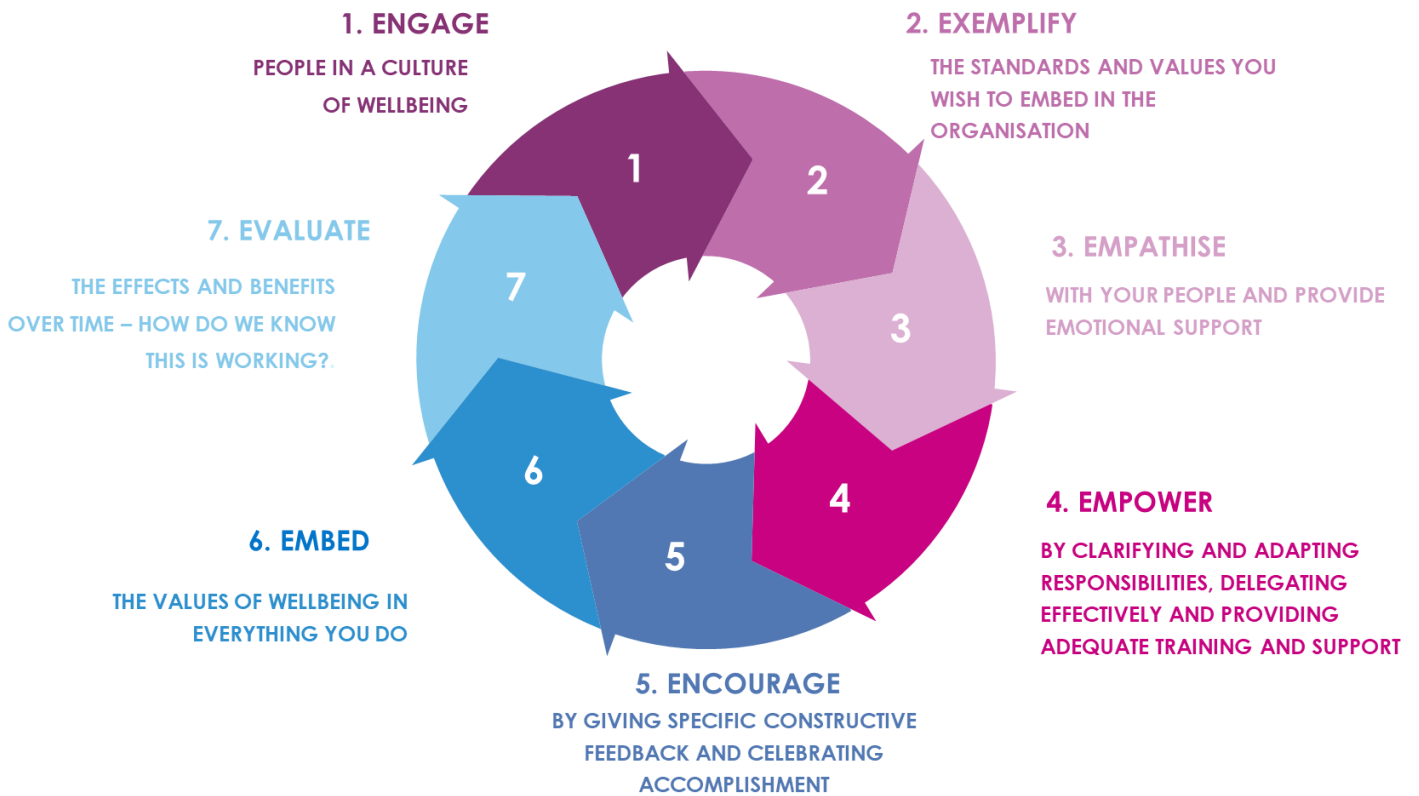 1. ENGAGE
PEOPLE IN A CULTURE
OF WELLBEING
2. EXEMPLIFY
THE STANDARDS AND VALUES YOU
WISH TO EMBED IN THE
ORGANISATION
3. EMPATHISE
WITH YOUR PEOPLE AND PROVIDE
EMOTIONAL SUPPORT
4. EMPOWER
BY CLARIFYING AND ADAPTING
RESPONSIBILITIES, DELEGATING
EFFECTIVELY AND PROVIDING
ADEQUATE TRAINING AND SUPPORT
5. ENCOURAGE
BY GIVING SPECIFIC CONSTRUCTIVE
FEEDBACK AND CELEBRATING
ACCOMPLISHMENT
6. EMBED
THE VALUES OF WELLBEING IN
EVERYTHING YOU DO
7. EVALUATE
THE EFFECTS AND BENEFITS
OVER TIME – HOW DO WE KNOW
THIS IS WORKING?.
1
2
3
4
5
6
7